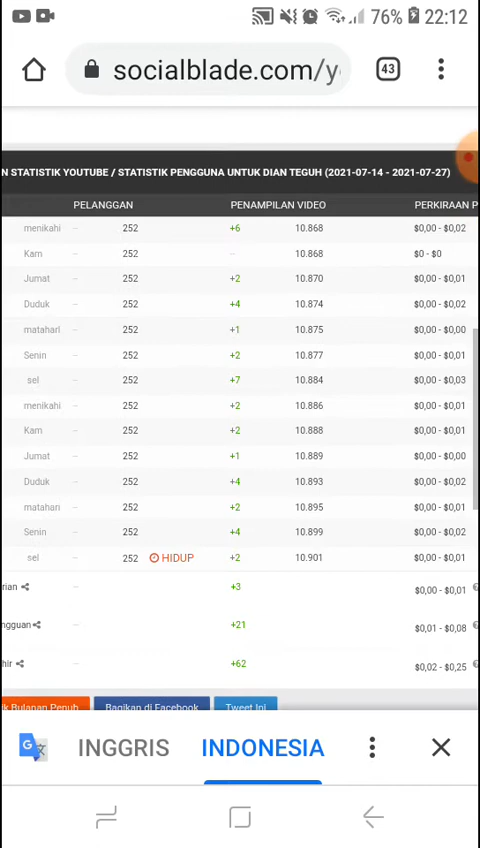 76% 22:12
socialblade.com/y
43
N STATISTIK YOUTUBE / STATISTIK PENGGUNA UNTUK DIAN TEGUH (2021-07-14 - 2021-07-27)
PELANGGAN PENAMPILAN VIDEO PERKIRAAN P
menikahi -- 252 +6 10.868 $0,00 - $0,02
Kam -- 252 -- 10.868 $0 - $0
Jumat -- 252 +2 10.870 $0,00 - $0,01
Duduk -- 252 +4 10.874 $0,00 - $0,02
matahari -- 252 +1 10.875 $0,00 - $0,00
Senin -- 252 +2 10.877 $0,00 - $0,01
sel -- 252 +7 10.884 $0,00 - $0,03
menikahi -- 252 +2 10.886 $0,00 - $0,01
Kam -- 252 +2 10.888 $0,00 - $0,01
Jumat -- 252 +1 10.889 $0,00 - $0,00
Duduk -- 252 +4 10.893 $0,00 - $0,02
matahari -- 252 +2 10.895 $0,00 - $0,01
Senin -- 252 +4 10.899 $0,00 - $0,02
sel -- 252 HIDUP +2 10.901 $0,00 - $0,01
rian -- +3 $0,00 - $0,01
ngguan -- +21 $0,01 - $0,08
hir -- +62 $0,02 - $0,25
ik Bulanan Penuh Bagikan di Facebook Tweet Ini
G文 INGGRIS INDONESIA